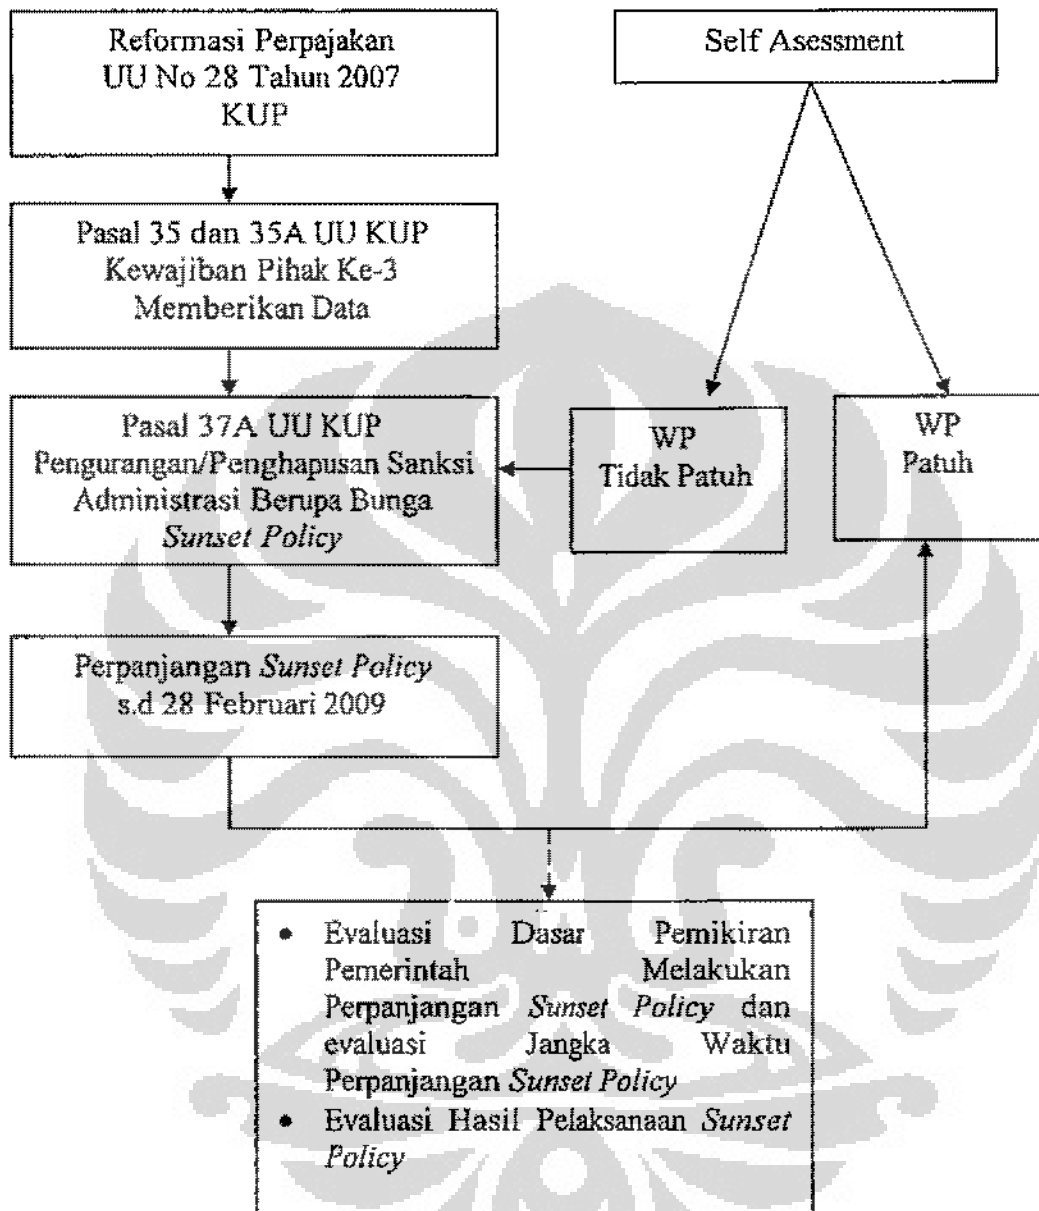 Reformasi Perpajakan
UU No 28 Tahun 2007
KUP
Self Asessment
Pasal 35 dan 35A UU KUP
Kewajiban Pihak Ke-3
Memberikan Data
Pasal 37A UU KUP
Pengurangan/Penghapusan Sanksi
Administrasi Berupa Bunga
Sunset Policy
WP
Tidak Patuh
WP
Patuh
Perpanjangan Sunset Policy
s.d 28 Februari 2009
• Evaluasi Dasar Pemikiran
Pemerintah Melakukan
Perpanjangan Sunset Policy dan
evaluasi Jangka Waktu
Perpanjangan Sunset Policy
• Evaluasi Hasil Pelaksanaan Sunset
Policy